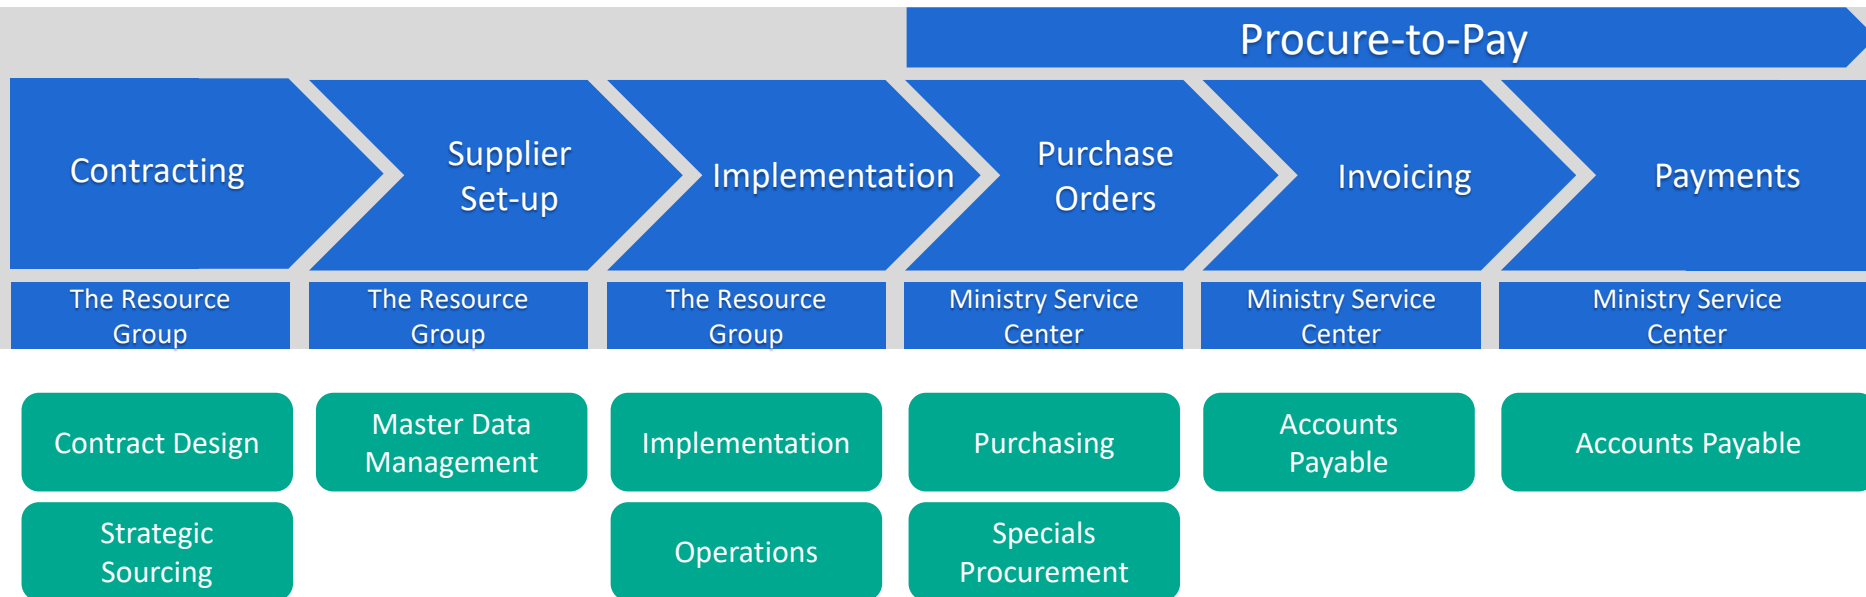 Procure-to-Pay
Contracting
Supplier
Set-up
Implementation
Purchase
Orders
Invoicing
Payments
The Resource
Group
The Resource
Group
The Resource
Group
Ministry Service
Center
Ministry Service
Center
Ministry Service
Center
Contract Design
Master Data
Management
Implementation
Purchasing
Accounts
Payable
Accounts Payable
Strategic
Sourcing
Operations
Specials
Procurement